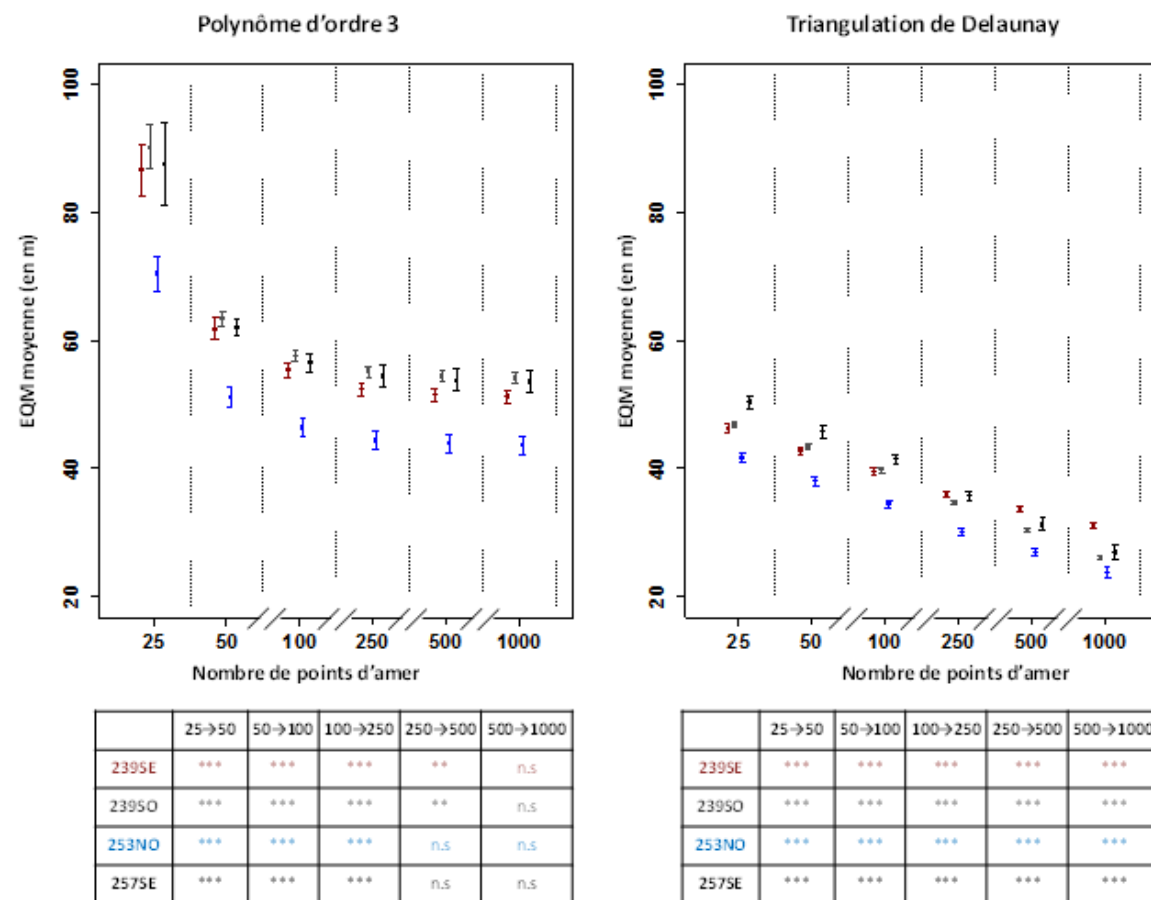 Polynôme d'ordre 3
EQM moyenne (en m)
100
80
60
40
20
25 50 100 250 500 1000
Nombre de points d'amer
25→50 50→100 100→250 250→500 500→1000
239SE *** *** *** ** n.s
239SO *** *** *** ** n.s
253NO *** *** *** n.s n.s
257SE *** *** *** n.s n.s
Triangulation de Delaunay
EQM moyenne (en m)
100
80
60
40
20
25 50 100 250 500 1000
Nombre de points d'amer
25→50 50→100 100→250 250→500 500→1000
239SE *** *** *** *** ***
239SO *** *** *** *** ***
253NO *** *** *** *** ***
257SE *** *** *** *** ***